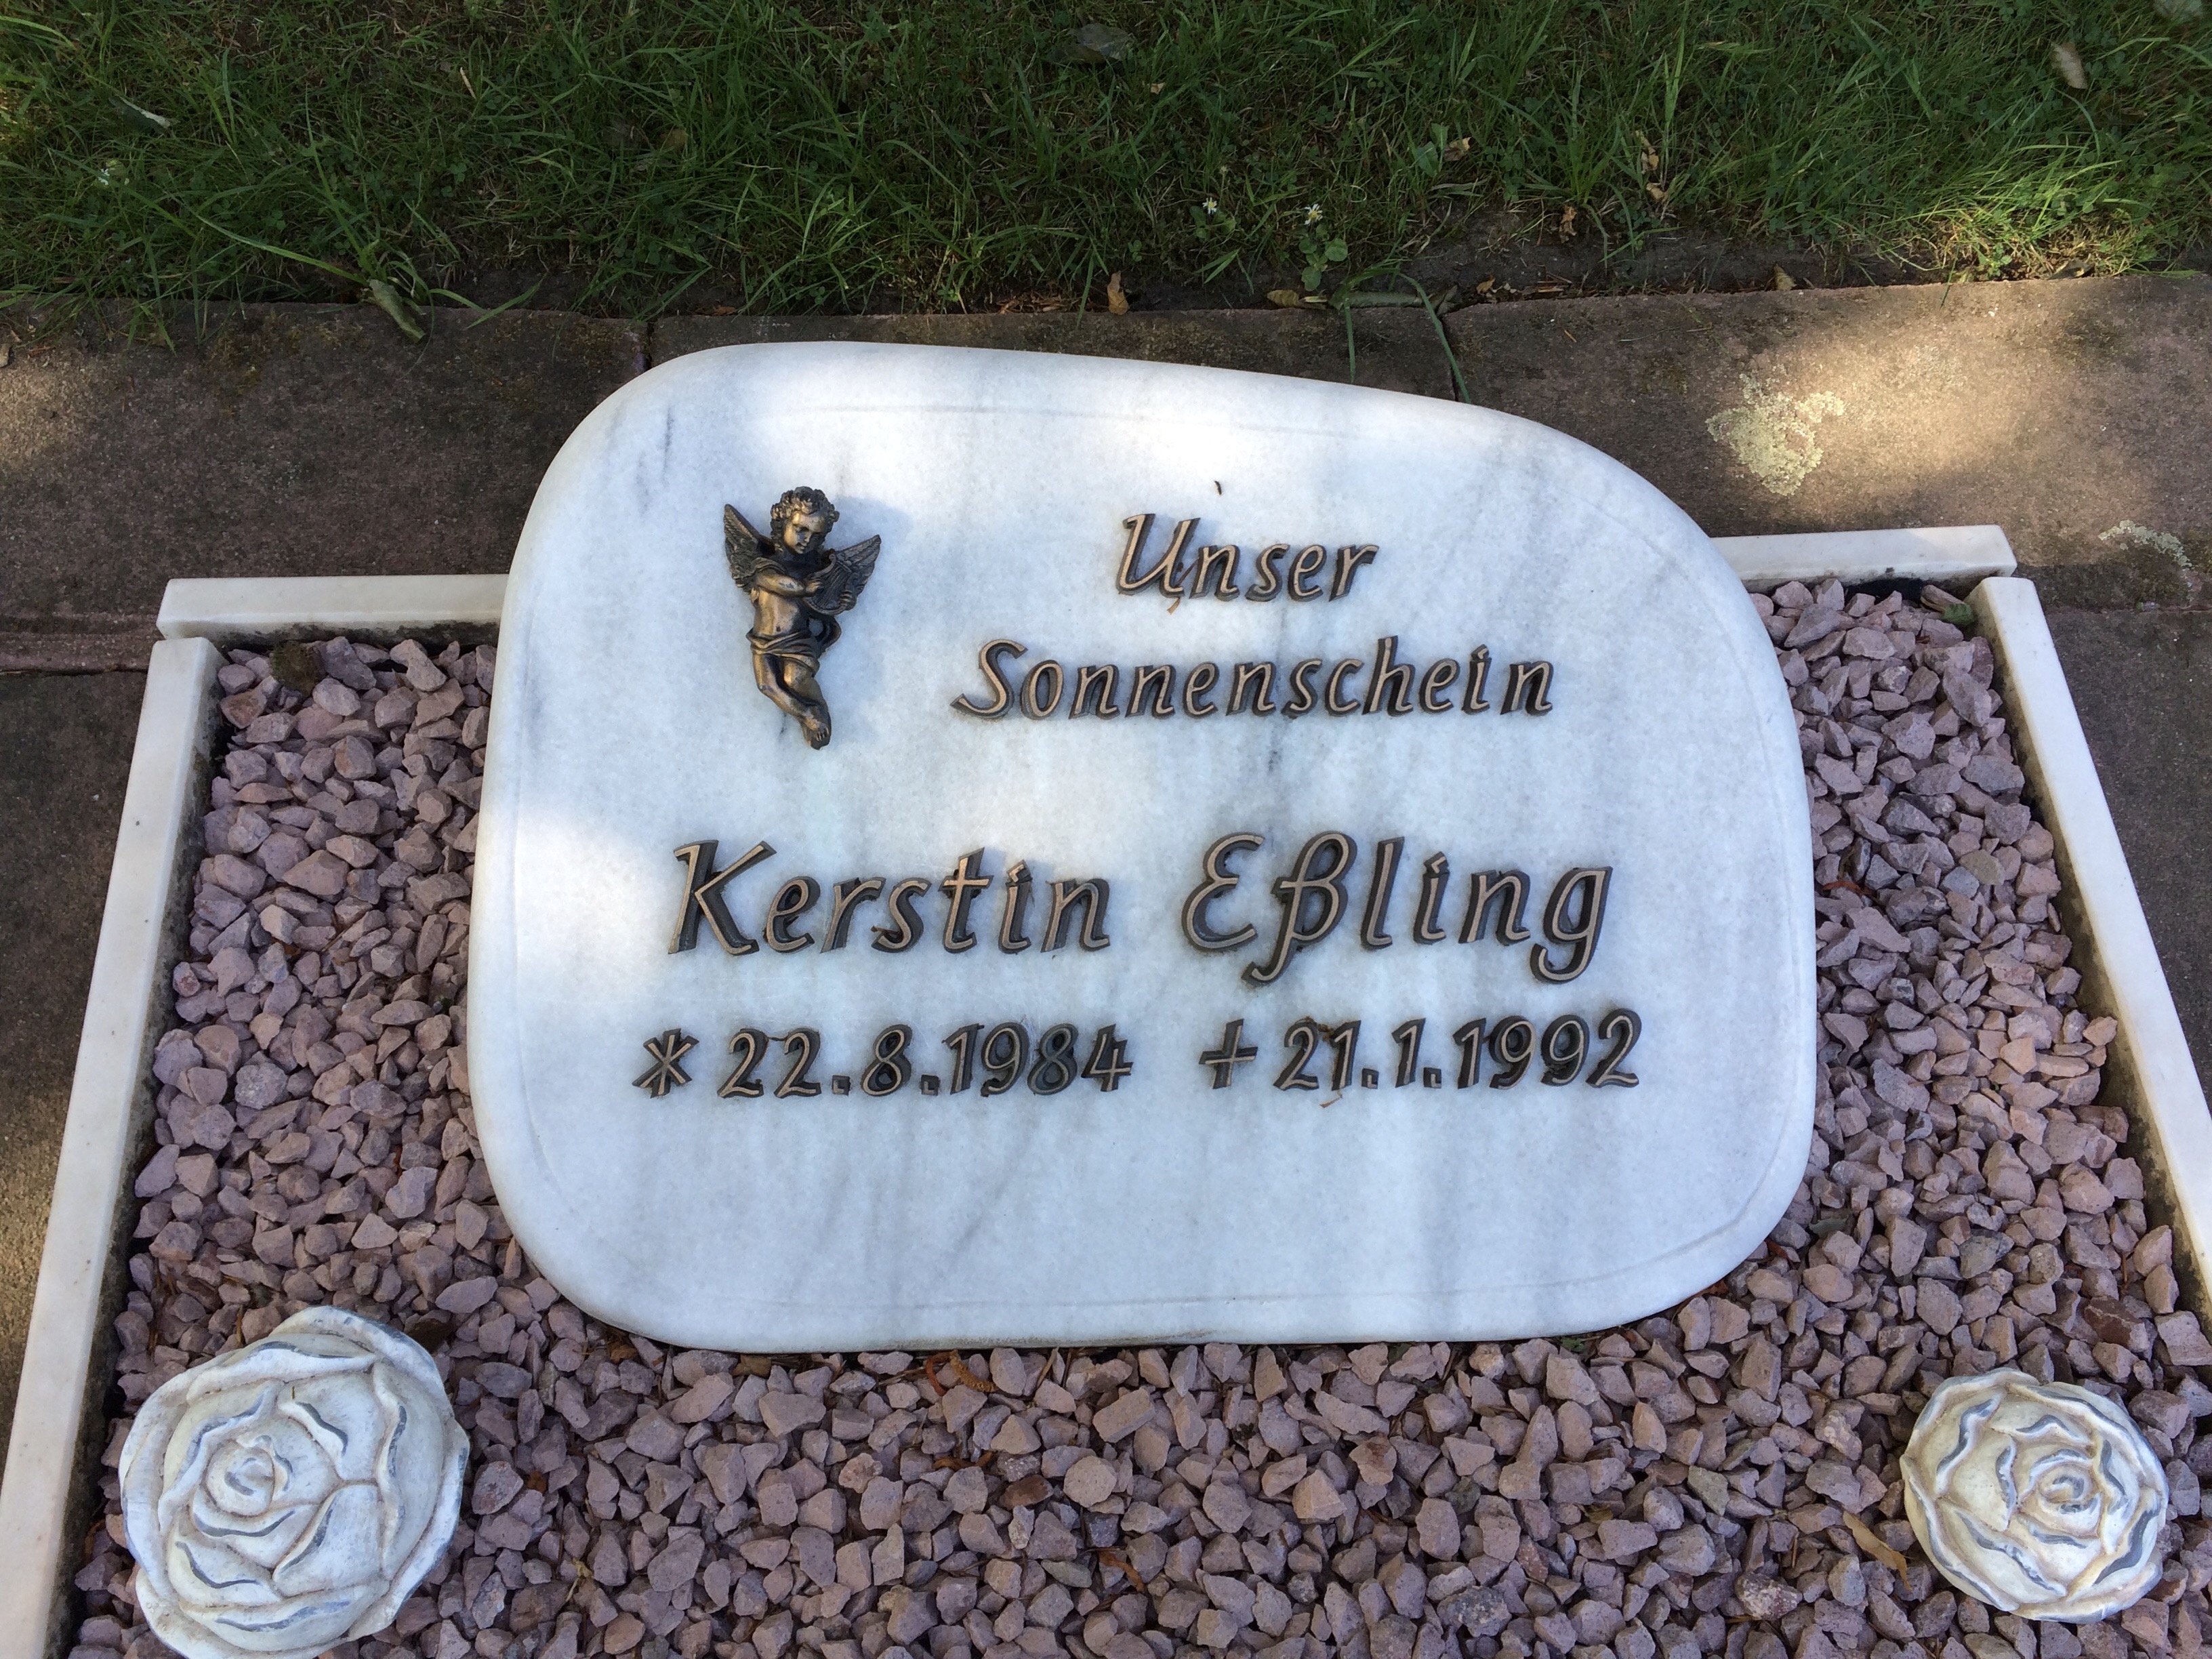 Unser
Sonnenschein
Kerstin Eßling
* 22.8.1984 + 21.1.1992